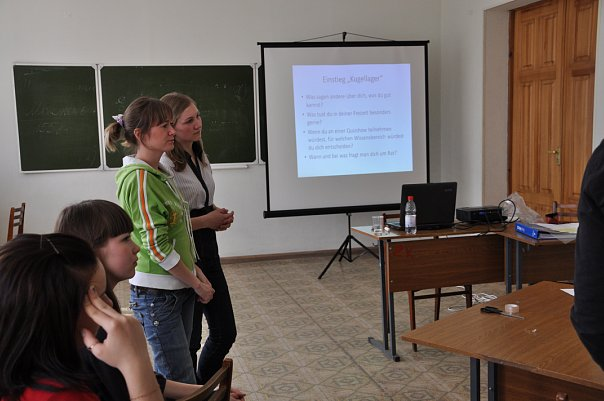 Einstieg „Kugellager"
• Was sagen andere über dich, was du gut
kannst?
• Was tust du in deiner Freizeit besonders
gerne?
• Wenn du an einer Quizshow teilnehmen
würdest, für welchen Wissensbereich würdest
du dich entscheiden?
• Wann und bei was fragt man dich um Rat?